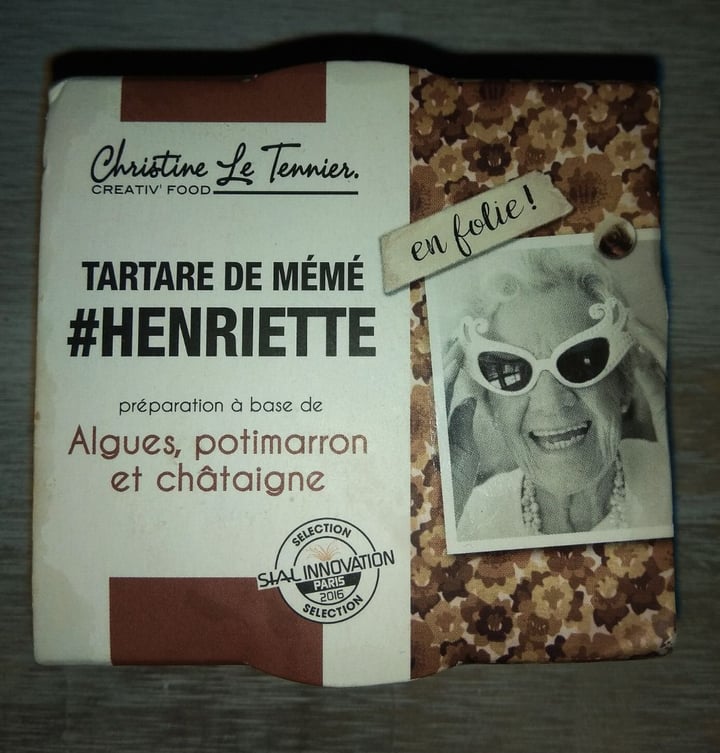 Christine Le Tennier.
CREATIV' FOOD
en folie!
TARTARE DE MÉMÉ
#HENRIETTE
préparation à base de
Algues, potimarron
et châtaigne
SELECTION
SIAL INNOVATION
PARIS
2016
SELECTION